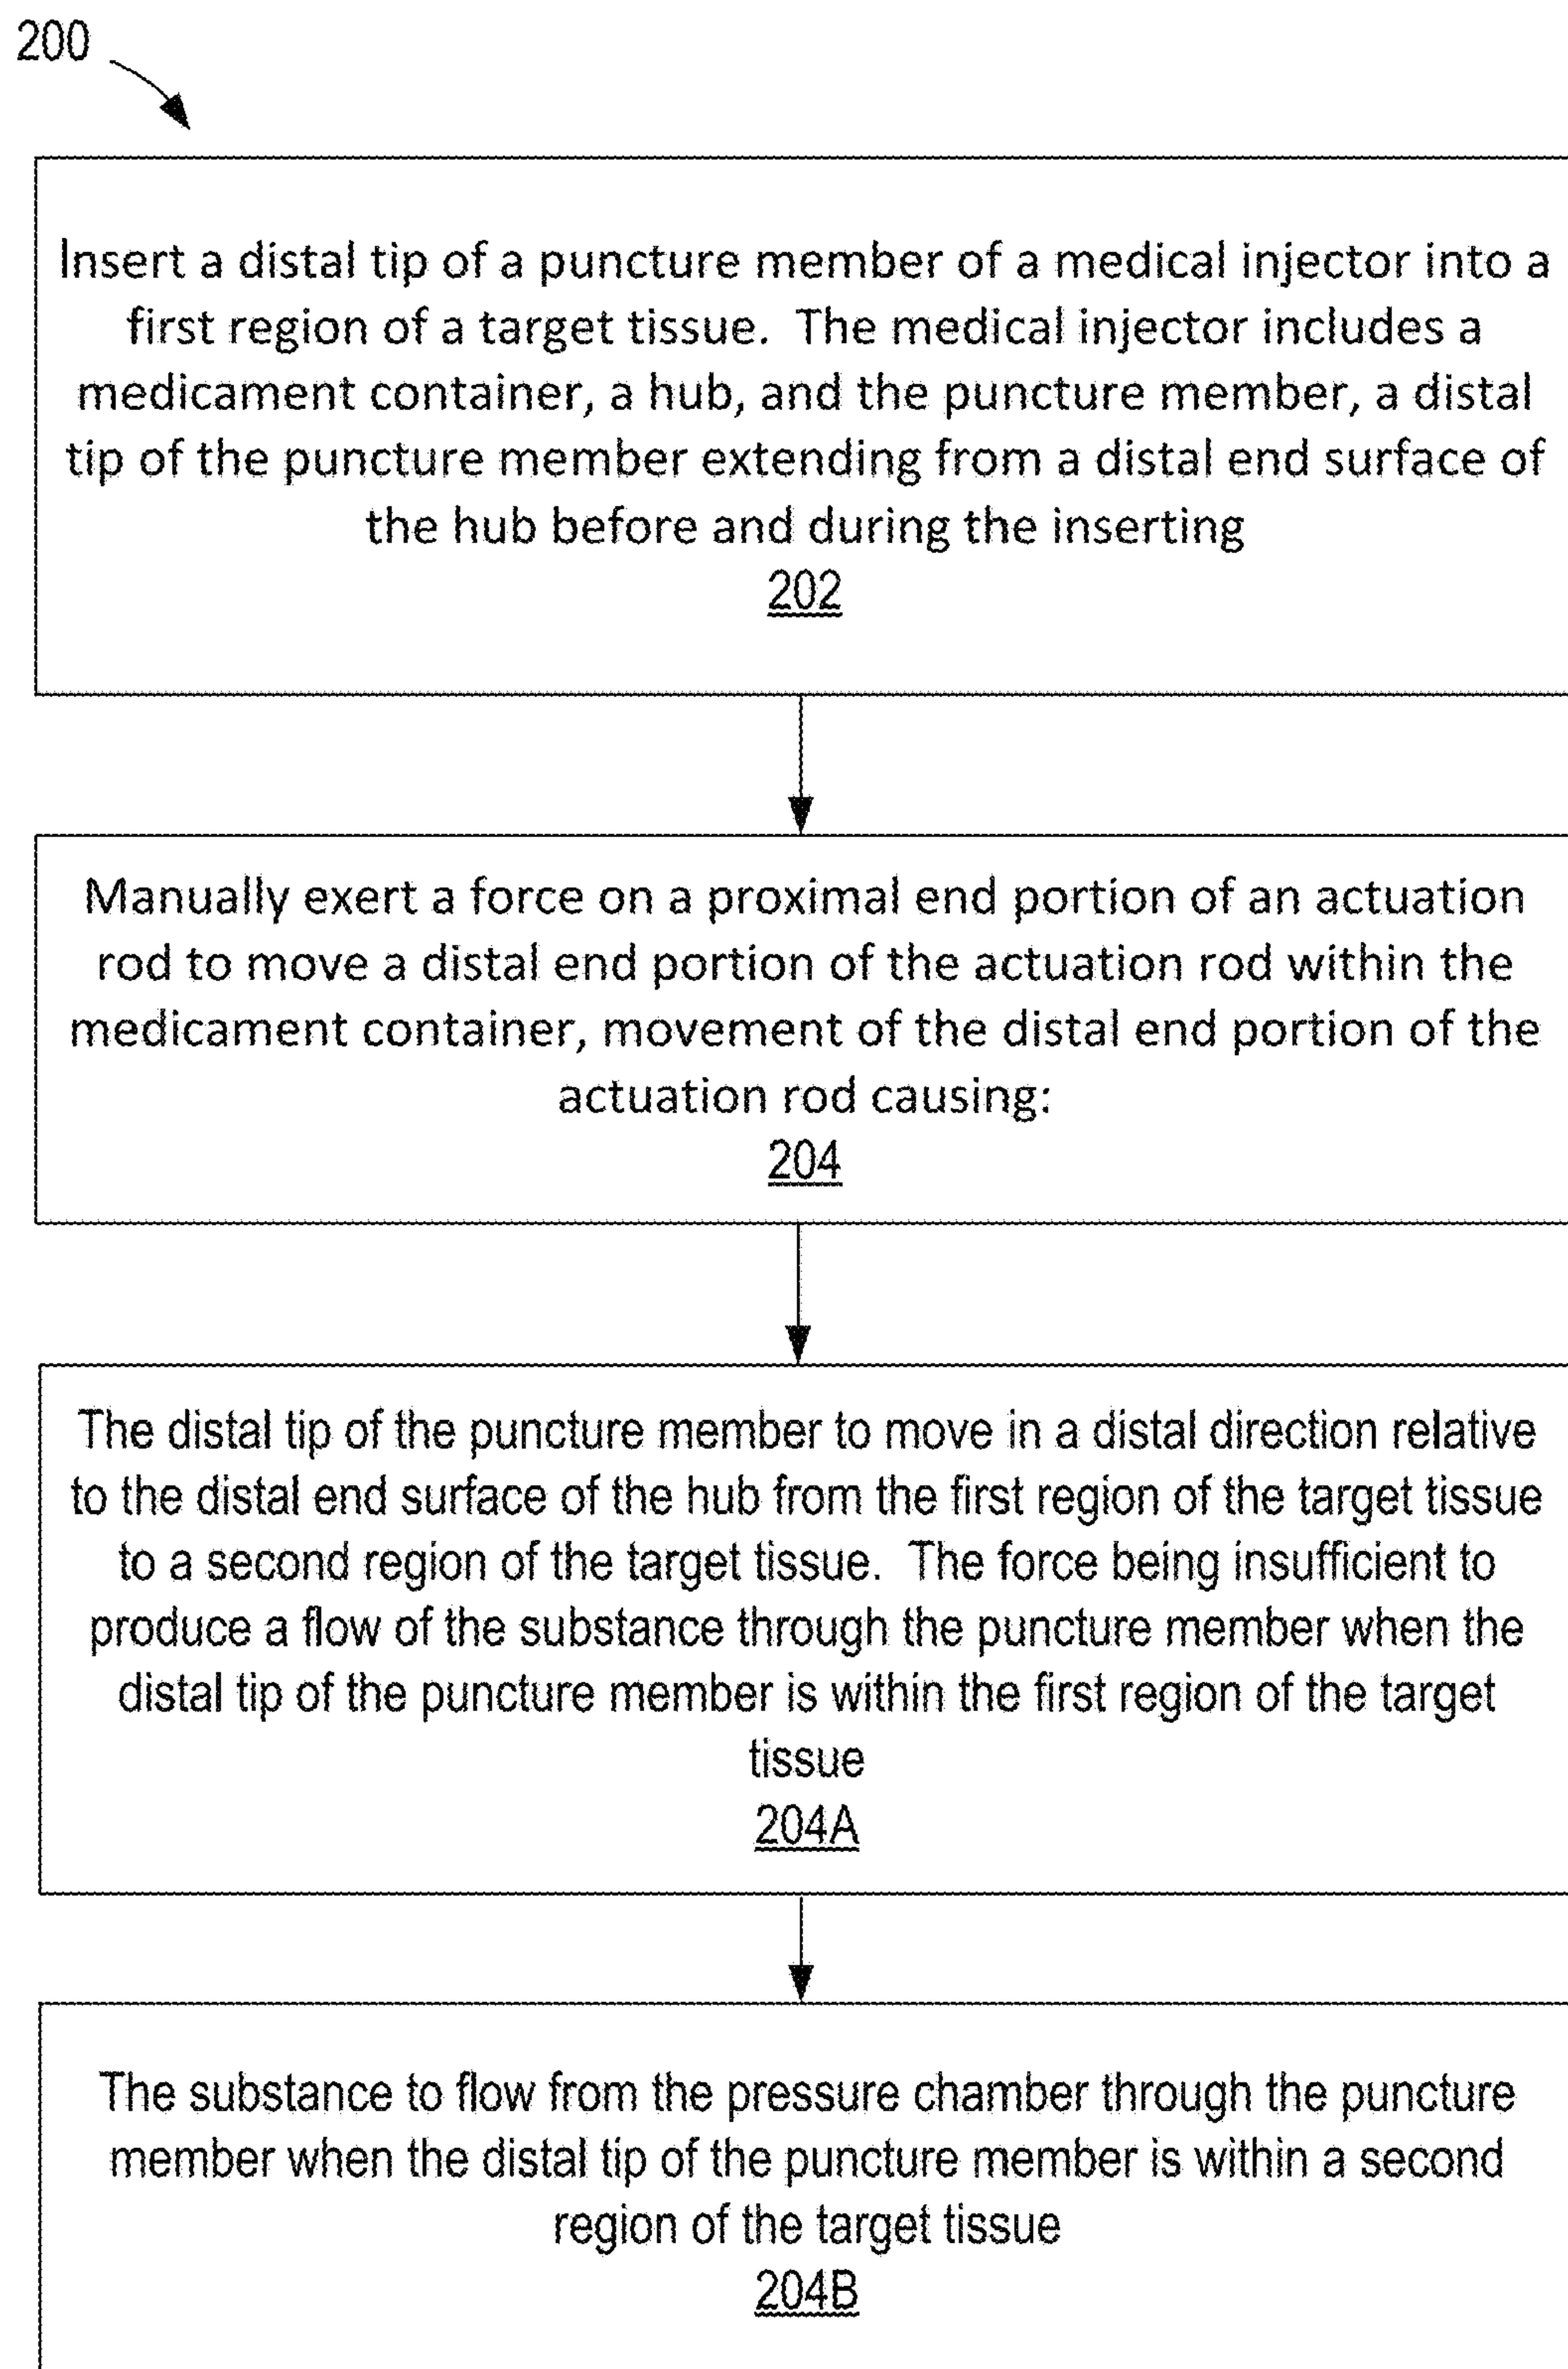 200
Insert a distal tip of a puncture member of a medical injector into a
first region of a target tissue.  The medical injector includes a
medicament container, a hub, and the puncture member, a distal
tip of the puncture member extending from a distal end surface of
the hub before and during the inserting
202
Manually exert a force on a proximal end portion of an actuation
rod to move a distal end portion of the actuation rod within the
medicament container, movement of the distal end portion of the
actuation rod causing:
204
The distal tip of the puncture member to move in a distal direction relative
to the distal end surface of the hub from the first region of the target tissue
to a second region of the target tissue.  The force being insufficient to
produce a flow of the substance through the puncture member when the
distal tip of the puncture member is within the first region of the target
tissue
204A
The substance to flow from the pressure chamber through the puncture
member when the distal tip of the puncture member is within a second
region of the target tissue
204B